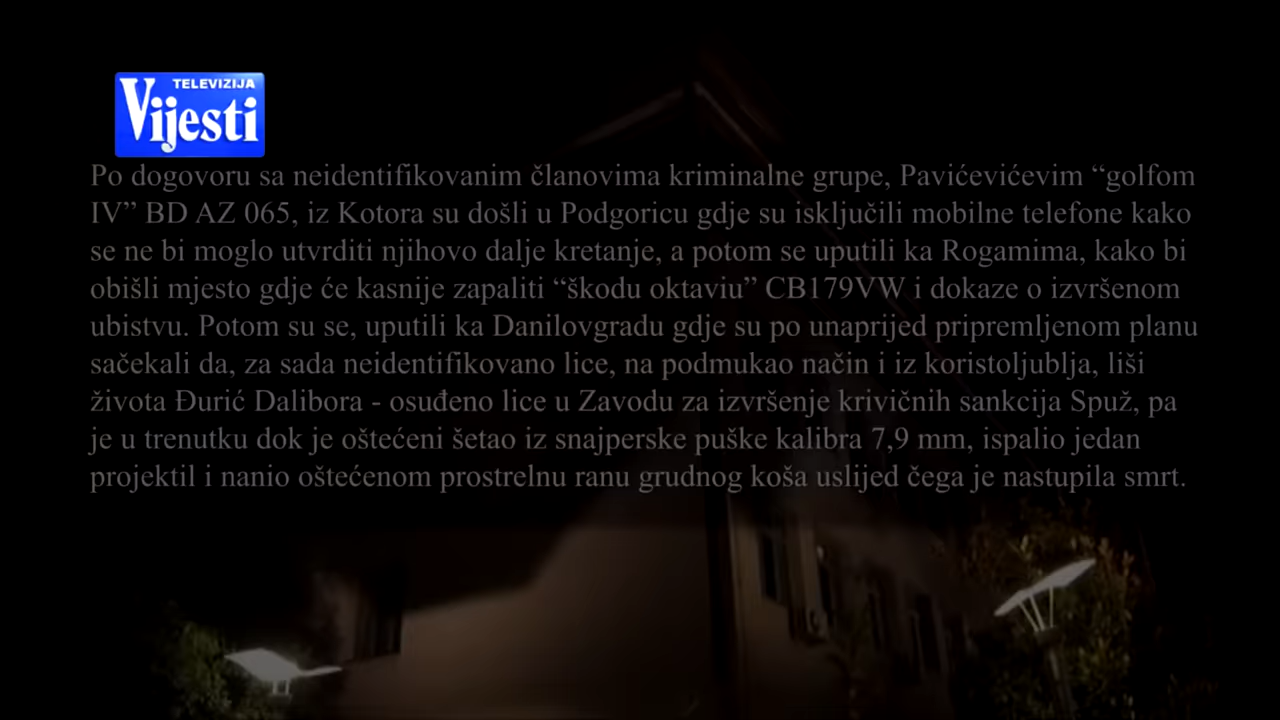 TELEVIZIJA
Vijesti
Po dogovoru sa neidentifikovanim članovima kriminalne grupe, Pavićevićevim “golfom
IV” BD AZ 065, iz Kotora su došli u Podgoricu gdje su isključili mobilne telefone kako
se ne bi moglo utvrditi njihovo dalje kretanje, a potom se uputili ka Rogamima, kako bi
obišli mjesto gdje će kasnije zapaliti “škodu oktaviu” CB179VW i dokaze o izvršenom
ubistvu. Potom su se, uputili ka Danilovgradu gdje su po unaprijed pripremljenom planu
sačekali da, za sada neidentifikovano lice, na podmukao način i iz koristoljublja, liši
života Đurić Dalibora - osuđeno lice u Zavodu za izvršenje krivičnih sankcija Spuž, pa
je u trenutku dok je oštećeni šetao iz snajperske puške kalibra 7,9 mm, ispalio jedan
projektil i nanio oštećenom prostrelnu ranu grudnog koša uslijed čega je nastupila smrt.